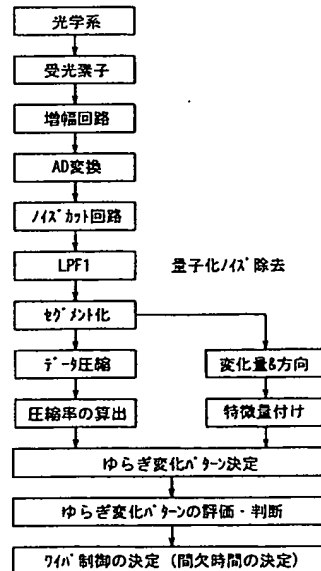 光学系
受光素子
増幅回路
AD変換
ﾉｲｽﾞｶｯﾄ回路
LPF1 量子化ﾉｲｽﾞ除去
ｾｸﾞﾒﾝﾄ化
ﾃﾞｰﾀ圧縮 変化量&方向
圧縮率の算出 特徴量付け
ゆらぎ変化ﾊﾟﾀｰﾝ決定
ゆらぎ変化ﾊﾟﾀｰﾝの評価・判断
ﾜｲﾊﾟ制御の決定（間欠時間の決定）